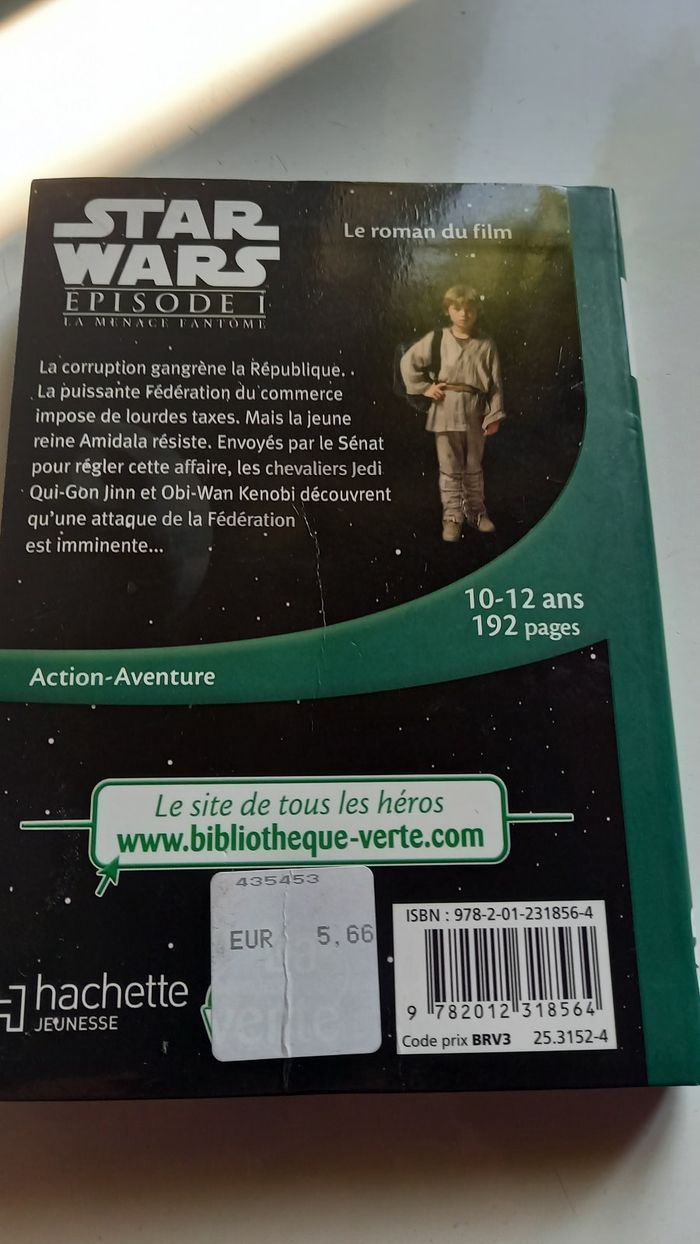 STAR
WARS
Le roman du film
EPISODE I
LA MENACE FANTÔME
La corruption gangrène la République.
La puissante Fédération du commerce
impose de lourdes taxes. Mais la jeune
reine Amidala résiste. Envoyés par le Sénat
pour régler cette affaire, les chevaliers Jedi
Qui-Gon Jinn et Obi-Wan Kenobi découvrent
qu'une attaque de la Fédération
est imminente...
10-12 ans
192 pages
Action-Aventure
Le site de tous les héros
www.bibliotheque-verte.com
435453
EUR 5,66
verte
hachette
JEUNESSE
ISBN : 978-2-01-231856-4
9 782012 318564
Code prix BRV3 25.3152-4